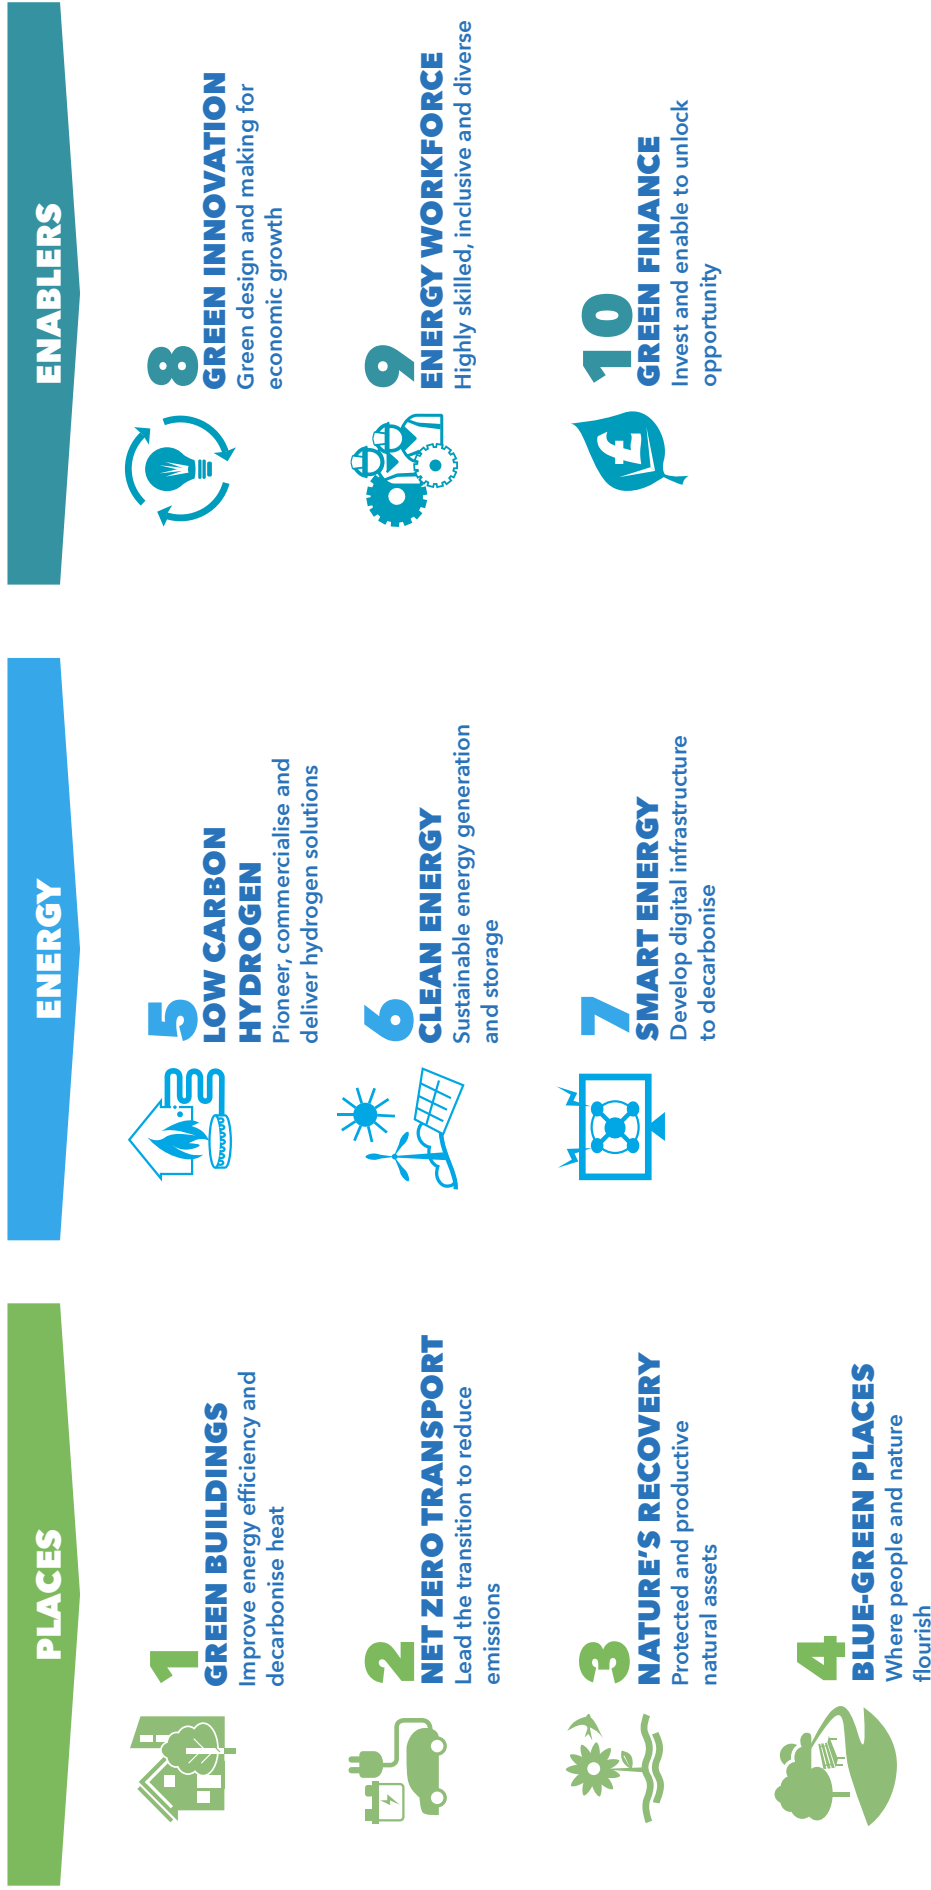 PLACES
1
GREEN BUILDINGS
Improve energy efficiency and
decarbonise heat
2
NET ZERO TRANSPORT
Lead the transition to reduce
emissions
3
NATURE'S RECOVERY
Protected and productive
natural assets
4
BLUE-GREEN PLACES
Where people and nature
flourish
ENERGY
5
LOW CARBON
HYDROGEN
Pioneer, commercialise and
deliver hydrogen solutions
6
CLEAN ENERGY
Sustainable energy generation
and storage
7
SMART ENERGY
Develop digital infrastructure
to decarbonise
ENABLERS
8
GREEN INNOVATION
Green design and making for
economic growth
9
ENERGY WORKFORCE
Highly skilled, inclusive and diverse
£
10
GREEN FINANCE
Invest and enable to unlock
opportunity